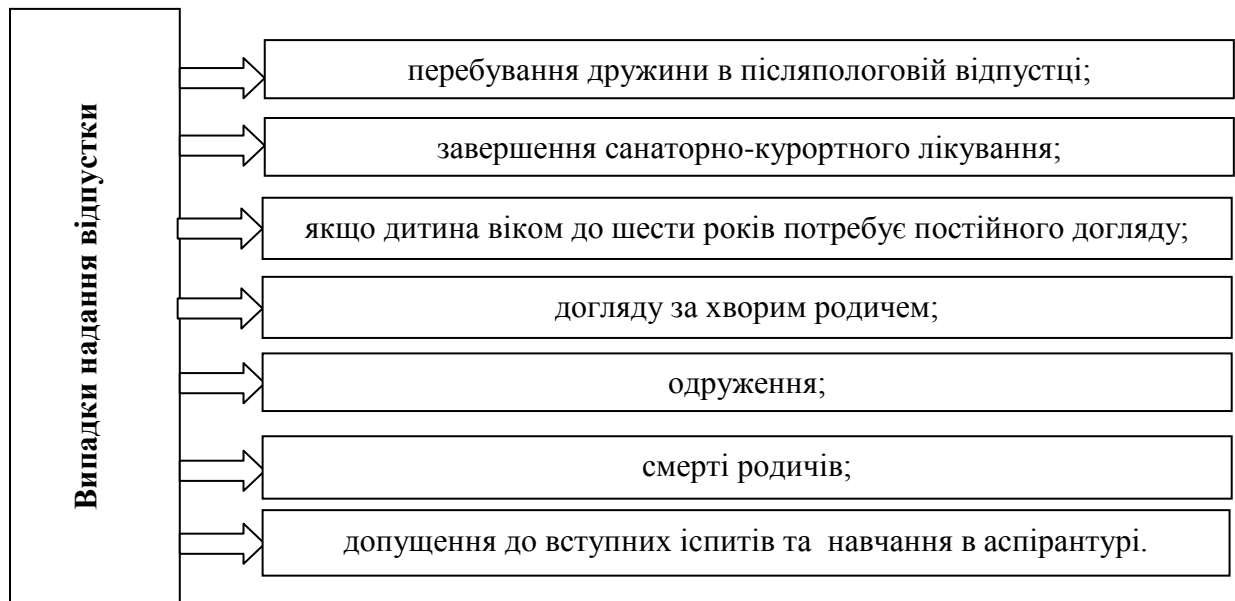 Випадки надання відпустки
перебування дружини в післяпологовій відпустці;
завершення санаторно-курортного лікування;
якщо дитина віком до шести років потребує постійного догляду;
догляду за хворим родичем;
одруження;
смерті родичів;
допущення до вступних іспитів та навчання в аспірантурі.